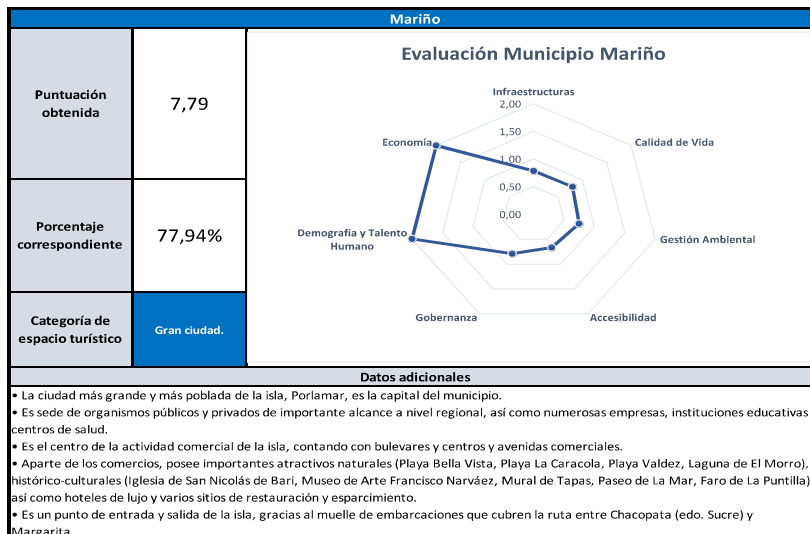 Mariño
Puntuación
obtenida
7,79
Porcentaje
correspondiente
77,94%
Categoría de
espacio turístico
Gran ciudad.
Evaluación Municipio Mariño
Infraestructuras
Calidad de Vida
Gestión Ambiental
Accesibilidad
Gobernanza
Demografía y Talento
Humano
Economía
2,00
1,50
1,00
0,50
0,00
Datos adicionales
• La ciudad más grande y más poblada de la isla, Porlamar, es la capital del municipio.
• Es sede de organismos públicos y privados de importante alcance a nivel regional, así como numerosas empresas, instituciones educativas
centros de salud.
• Es el centro de la actividad comercial de la isla, contando con bulevares y centros y avenidas comerciales.
• Aparte de los comercios, posee importantes atractivos naturales (Playa Bella Vista, Playa La Caracola, Playa Valdez, Laguna de El Morro),
histórico-culturales (Iglesia de San Nicolás de Bari, Museo de Arte Francisco Narváez, Mural de Tapas, Paseo de La Mar, Faro de La Puntilla)
así como hoteles de lujo y varios sitios de restauración y esparcimiento.
• Es un punto de entrada y salida de la isla, gracias al muelle de embarcaciones que cubren la ruta entre Chacopata (edo. Sucre) y
Margarita